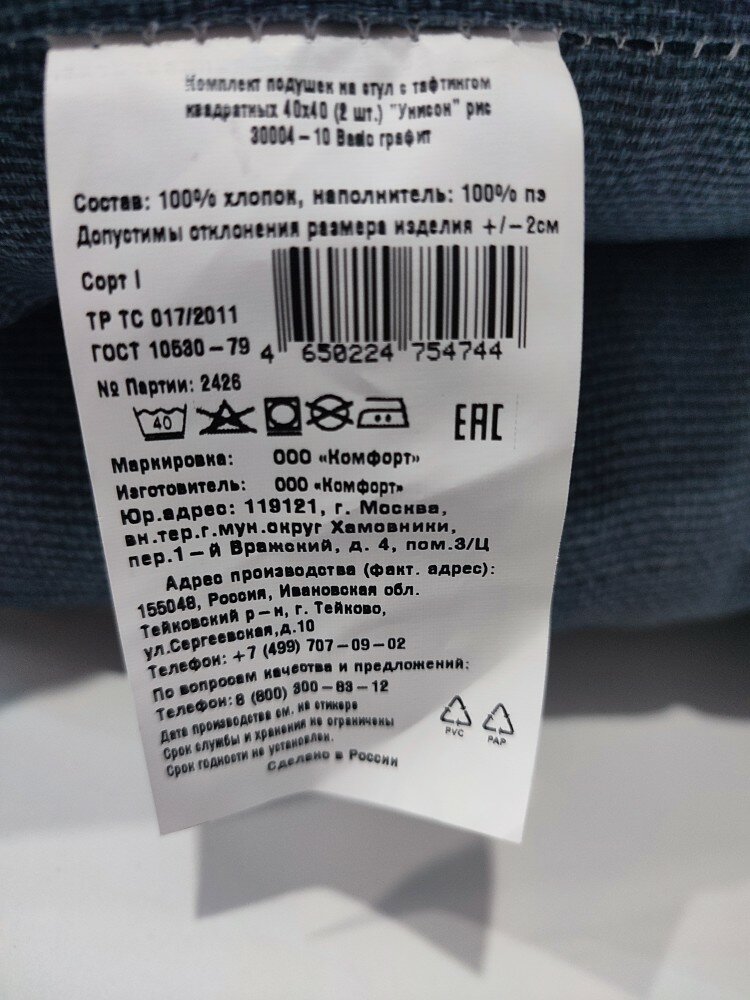 Комплект подушек на стул с тафтингом
квадратных 40х40 (2 шт.) "Унисон" рис
30004-10 Basic графит
Состав: 100% хлопок, наполнитель: 100% пэ
Допустимы отклонения размера изделия +/-2см
Сорт I
ТР ТС 017/2011
ГОСТ 10530-79
4 650224 754744
№ Партии: 2426
40
EAC
Маркировка: ООО «Комфорт»
Изготовитель: ООО «Комфорт»
Юр.адрес: 119121, г. Москва,
вн.тер.г.мун.округ Хамовники,
пер.1-й Вражский, д. 4, пом.3/Ц
Адрес производства (факт. адрес):
155048, Россия, Ивановская обл.
Тейковский р-н, г. Тейково,
ул.Сергеевская,д.10
Телефон: +7 (499) 707-09-02
По вопросам качества и предложений:
Телефон: 8 (800) 300-83-12
Дата производства см. на стикере
Срок службы и хранения не ограничены
Срок годности не установлен.
Сделано в России
PVC
PAP